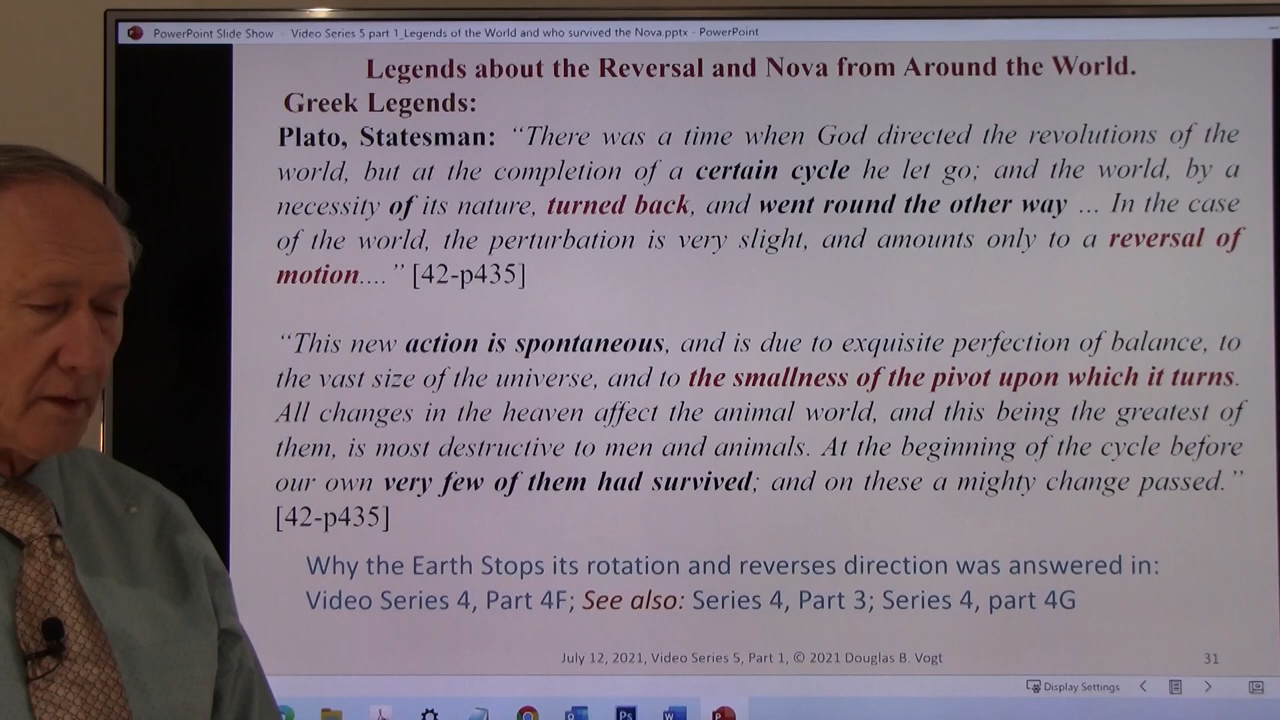 PowerPoint Slide Show - Video Series 5 part 1_Legends of the World and who survived the Nova.pptx - PowerPoint
Legends about the Reversal and Nova from Around the World.
Greek Legends:
Plato, Statesman: “There was a time when God directed the revolutions of the
world, but at the completion of a certain cycle he let go; and the world, by a
necessity of its nature, turned back, and went round the other way ... In the case
of the world, the perturbation is very slight, and amounts only to a reversal of
motion....” [42-p435]
“This new action is spontaneous, and is due to exquisite perfection of balance, to
the vast size of the universe, and to the smallness of the pivot upon which it turns.
All changes in the heaven affect the animal world, and this being the greatest of
them, is most destructive to men and animals. At the beginning of the cycle before
our own very few of them had survived; and on these a mighty change passed.”
[42-p435]
Why the Earth Stops its rotation and reverses direction was answered in:
Video Series 4, Part 4F; See also: Series 4, Part 3; Series 4, part 4G
July 12, 2021, Video Series 5, Part 1, © 2021 Douglas B. Vogt 31
Display Settings
Ps